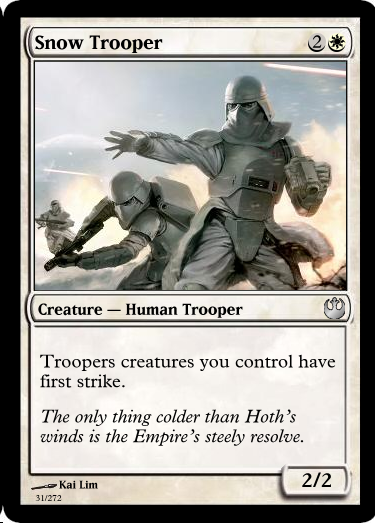 Snow Trooper 2
Creature — Human Trooper
Troopers creatures you control have
first strike.
The only thing colder than Hoth's
winds is the Empire's steely resolve.
2/2
Kai Lim
31/272